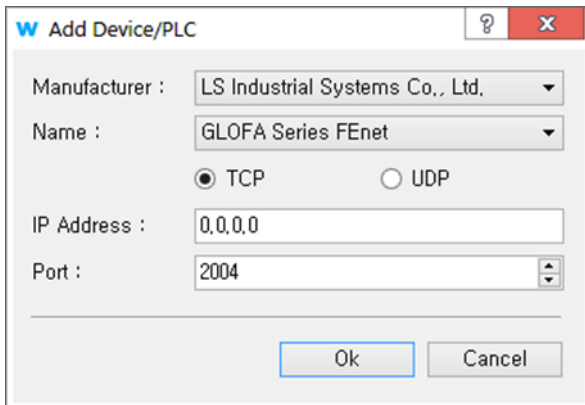 W Add Device/PLC ? x
Manufacturer : LS Industrial Systems Co,, Ltd,
Name : GLOFA Series FEnet
TCP UDP
IP Address : 0,0,0,0
Port : 2004
Ok Cancel